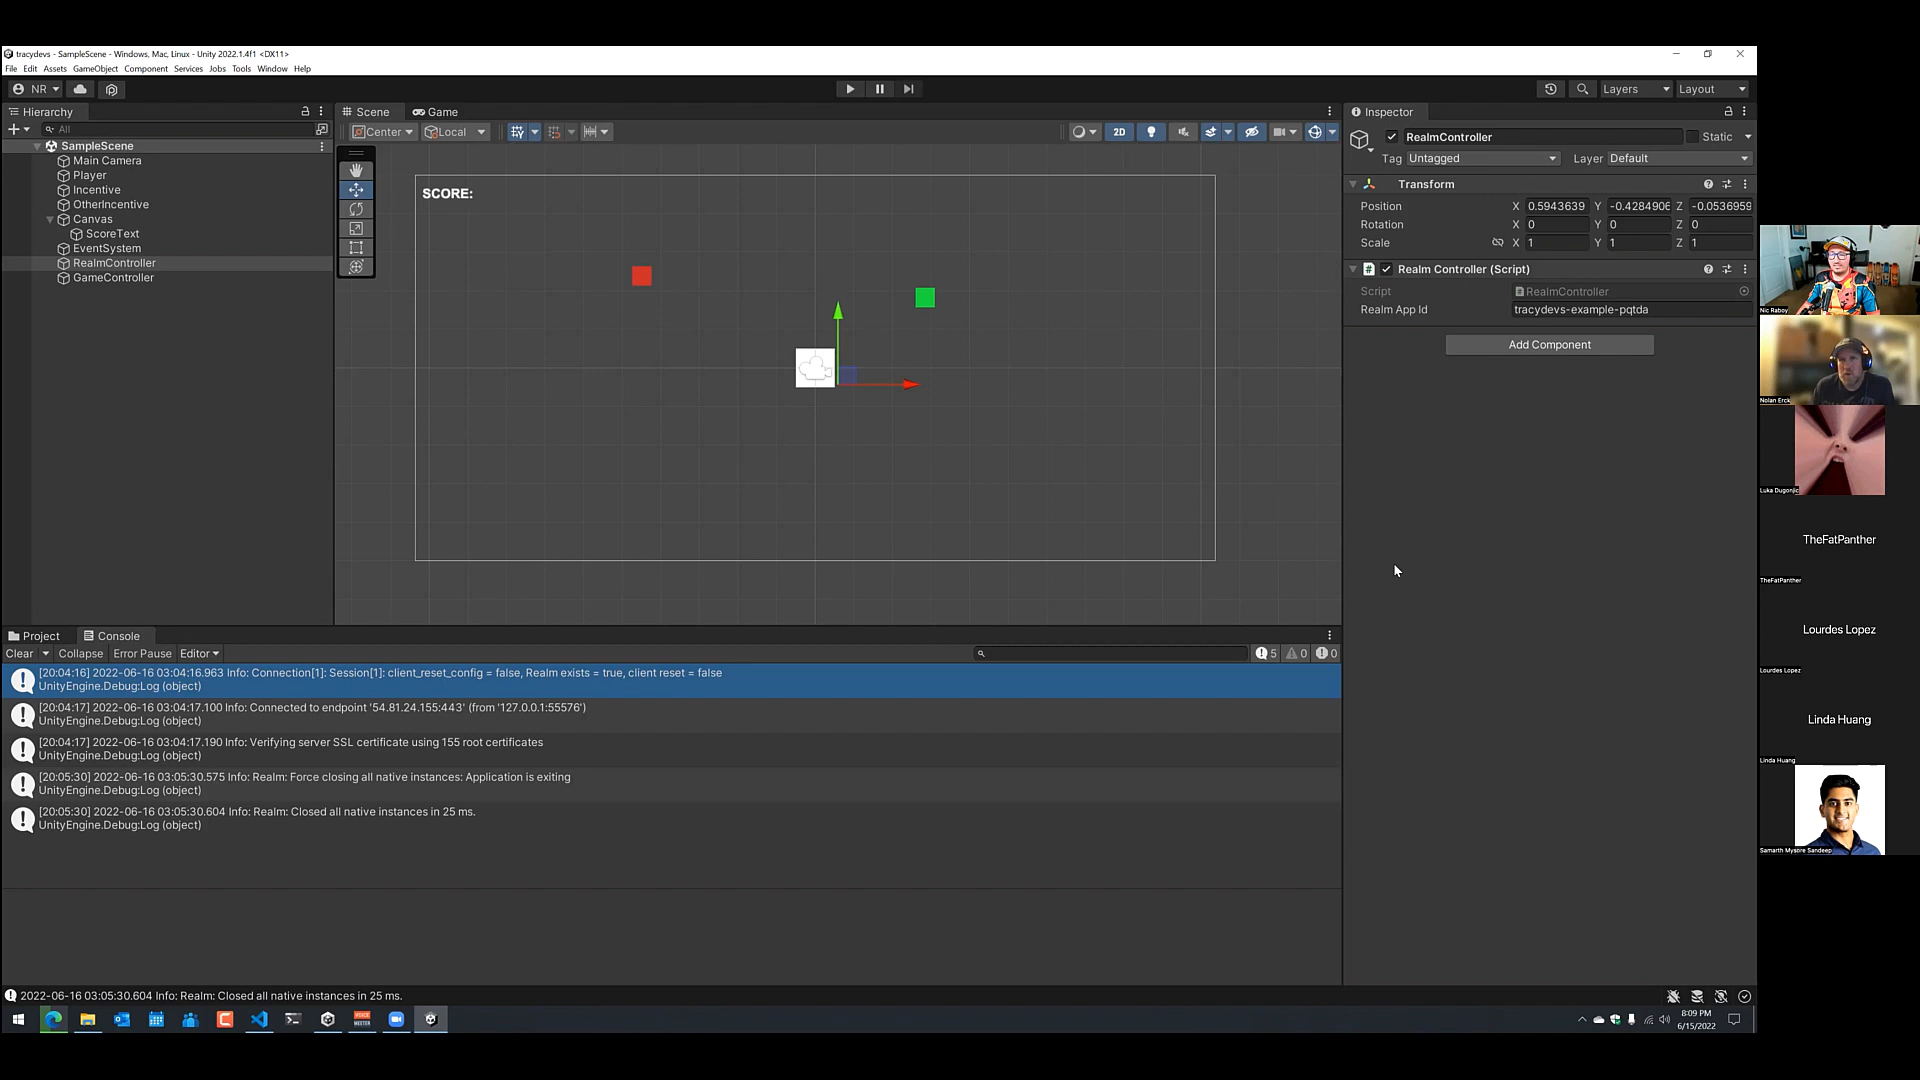 tracydevs - SampleScene - Windows, Mac, Linux - Unity 2022.1.4f1 <DX11>
File Edit Assets GameObject Component Services Jobs Tools Window Help
NR
Layers
Layout
Hierarchy
All
SampleScene
Main Camera
Player
Incentive
OtherIncentive
Canvas
ScoreText
EventSystem
RealmController
GameController
Scene
Game
Center
Local
2D
SCORE:
Inspector
RealmController
Static
Tag Untagged
Layer Default
Transform
Position X 0.5943639 Y -0.4284906 Z -0.0536959
Rotation X 0 Y 0 Z 0
Scale X 1 Y 1 Z 1
Realm Controller (Script)
Script RealmController
Realm App Id tracydevs-example-pqtda
Add Component
Project
Console
Clear Collapse Error Pause Editor
5 0 0
[20:04:16] 2022-06-16 03:04:16.963 Info: Connection[1]: Session[1]: client_reset_config = false, Realm exists = true, client reset = false
UnityEngine.Debug:Log (object)
[20:04:17] 2022-06-16 03:04:17.100 Info: Connected to endpoint '54.81.24.155:443' (from '127.0.0.1:55576')
UnityEngine.Debug:Log (object)
[20:04:17] 2022-06-16 03:04:17.190 Info: Verifying server SSL certificate using 155 root certificates
UnityEngine.Debug:Log (object)
[20:05:30] 2022-06-16 03:05:30.575 Info: Realm: Force closing all native instances: Application is exiting
UnityEngine.Debug:Log (object)
[20:05:30] 2022-06-16 03:05:30.604 Info: Realm: Closed all native instances in 25 ms.
UnityEngine.Debug:Log (object)
2022-06-16 03:05:30.604 Info: Realm: Closed all native instances in 25 ms.
VOICE
MEETER
8:09 PM
6/15/2022
Nic Raboy
Nolan Erck
Luka Dugonjic
TheFatPanther
TheFatPanther
Lourdes Lopez
Lourdes Lopez
Linda Huang
Linda Huang
Samarth Mysore Sandeep